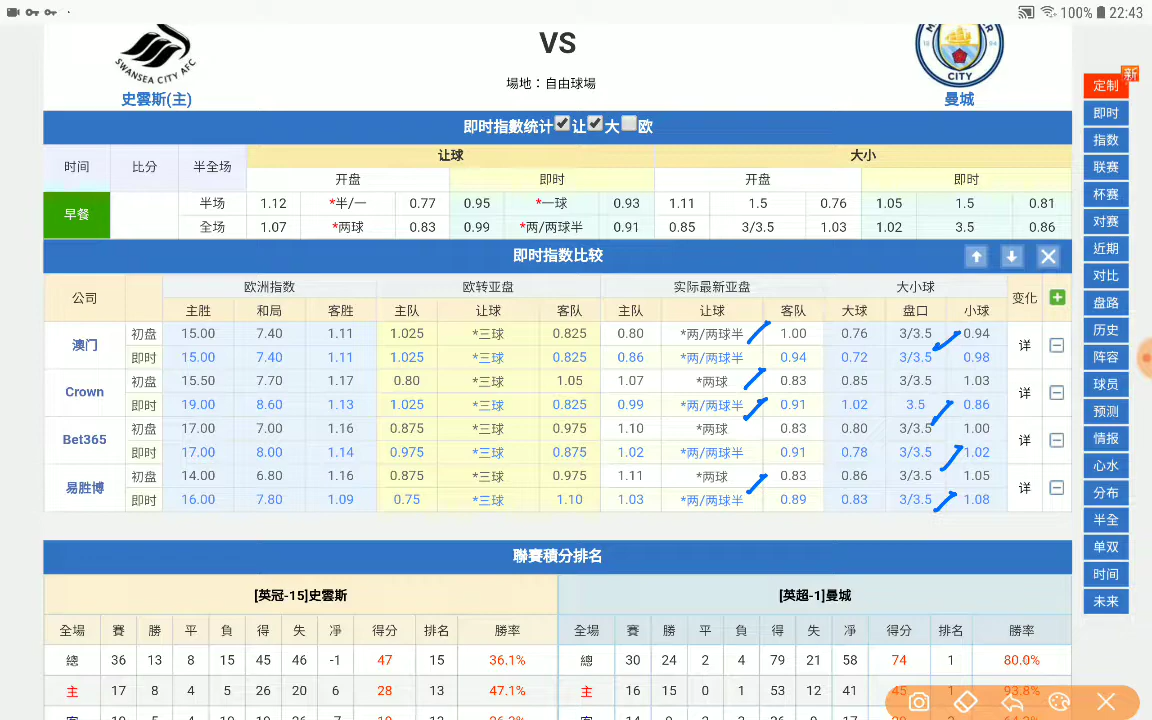 100% 22:43
SWANSEA CITY AFC
VS
CITY
場地：自由球場
史雲斯(主) 曼城
即时指數统计 让 大 欧
时间 比分 半全场 让球 大小
开盘 即时 开盘 即时
早餐 半场 1.12 *半/一 0.77 0.95 *一球 0.93 1.11 1.5 0.76 1.05 1.5 0.81
全场 1.07 *两球 0.83 0.99 *两/两球半 0.91 0.85 3/3.5 1.03 1.02 3.5 0.86
即时指数比较
公司 欧洲指数 欧转亚盘 实际最新亚盘 大小球 变化
主胜 和局 客胜 主队 让球 客队 主队 让球 客队 大球 盘口 小球
澳门 初盘 15.00 7.40 1.11 1.025 *三球 0.825 0.80 *两/两球半 1.00 0.76 3/3.5 0.94 详
即时 15.00 7.40 1.11 1.025 *三球 0.825 0.86 *两/两球半 0.94 0.72 3/3.5 0.98
Crown 初盘 15.50 7.70 1.17 0.80 *三球 1.05 1.07 *两球 0.83 0.85 3/3.5 1.03 详
即时 19.00 8.60 1.13 1.025 *三球 0.825 0.99 *两/两球半 0.91 1.02 3.5 0.86
Bet365 初盘 17.00 7.00 1.16 0.875 *三球 0.975 1.10 *两球 0.83 0.80 3/3.5 1.00 详
即时 17.00 8.00 1.14 0.975 *三球 0.875 1.02 *两/两球半 0.91 0.78 3/3.5 1.02
易胜博 初盘 14.00 6.80 1.16 0.875 *三球 0.975 1.11 *两球 0.83 0.86 3/3.5 1.05 详
即时 16.00 7.80 1.09 0.75 *三球 1.10 1.03 *两/两球半 0.89 0.83 3/3.5 1.08
聯賽積分排名
[英冠-15]史雲斯 [英超-1]曼城
全場 賽 勝 平 負 得 失 凈 得分 排名 勝率 全場 賽 勝 平 負 得 失 凈 得分 排名 勝率
總 36 13 8 15 45 46 -1 47 15 36.1% 總 30 24 2 4 79 21 58 74 1 80.0%
主 17 8 4 5 26 20 6 28 13 47.1% 主 16 15 0 1 53 12 41 45 1 93.8%
新
定制
即时
指数
联赛
杯赛
对赛
近期
对比
盘路
历史
阵容
球员
预测
情报
心水
分布
半全
单双
时间
未来